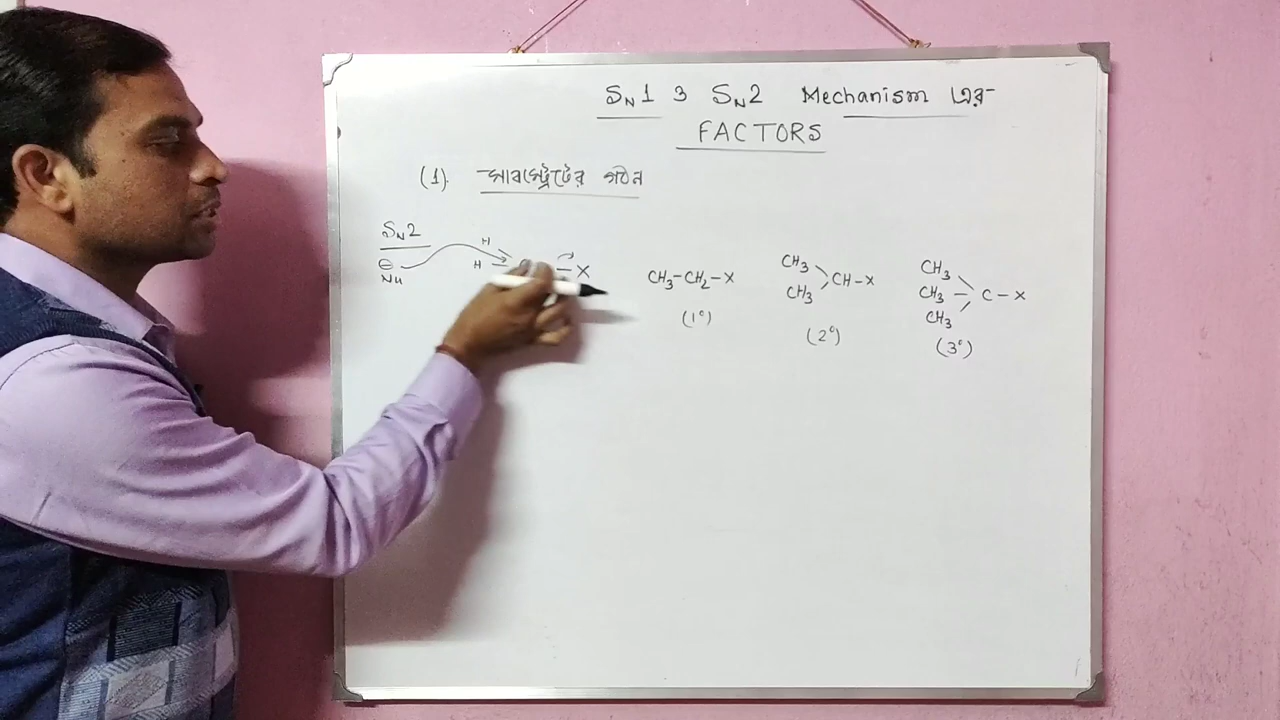 SN1 ও SN2 Mechanism এর
FACTORS
(1). সাবস্ট্রেটের গঠন
SN2
⊖
Nu
H
H
X
CH3-CH2-X
(1°)
CH3
CH3
CH-X
(2°)
CH3
CH3
CH3
C-X
(3°)